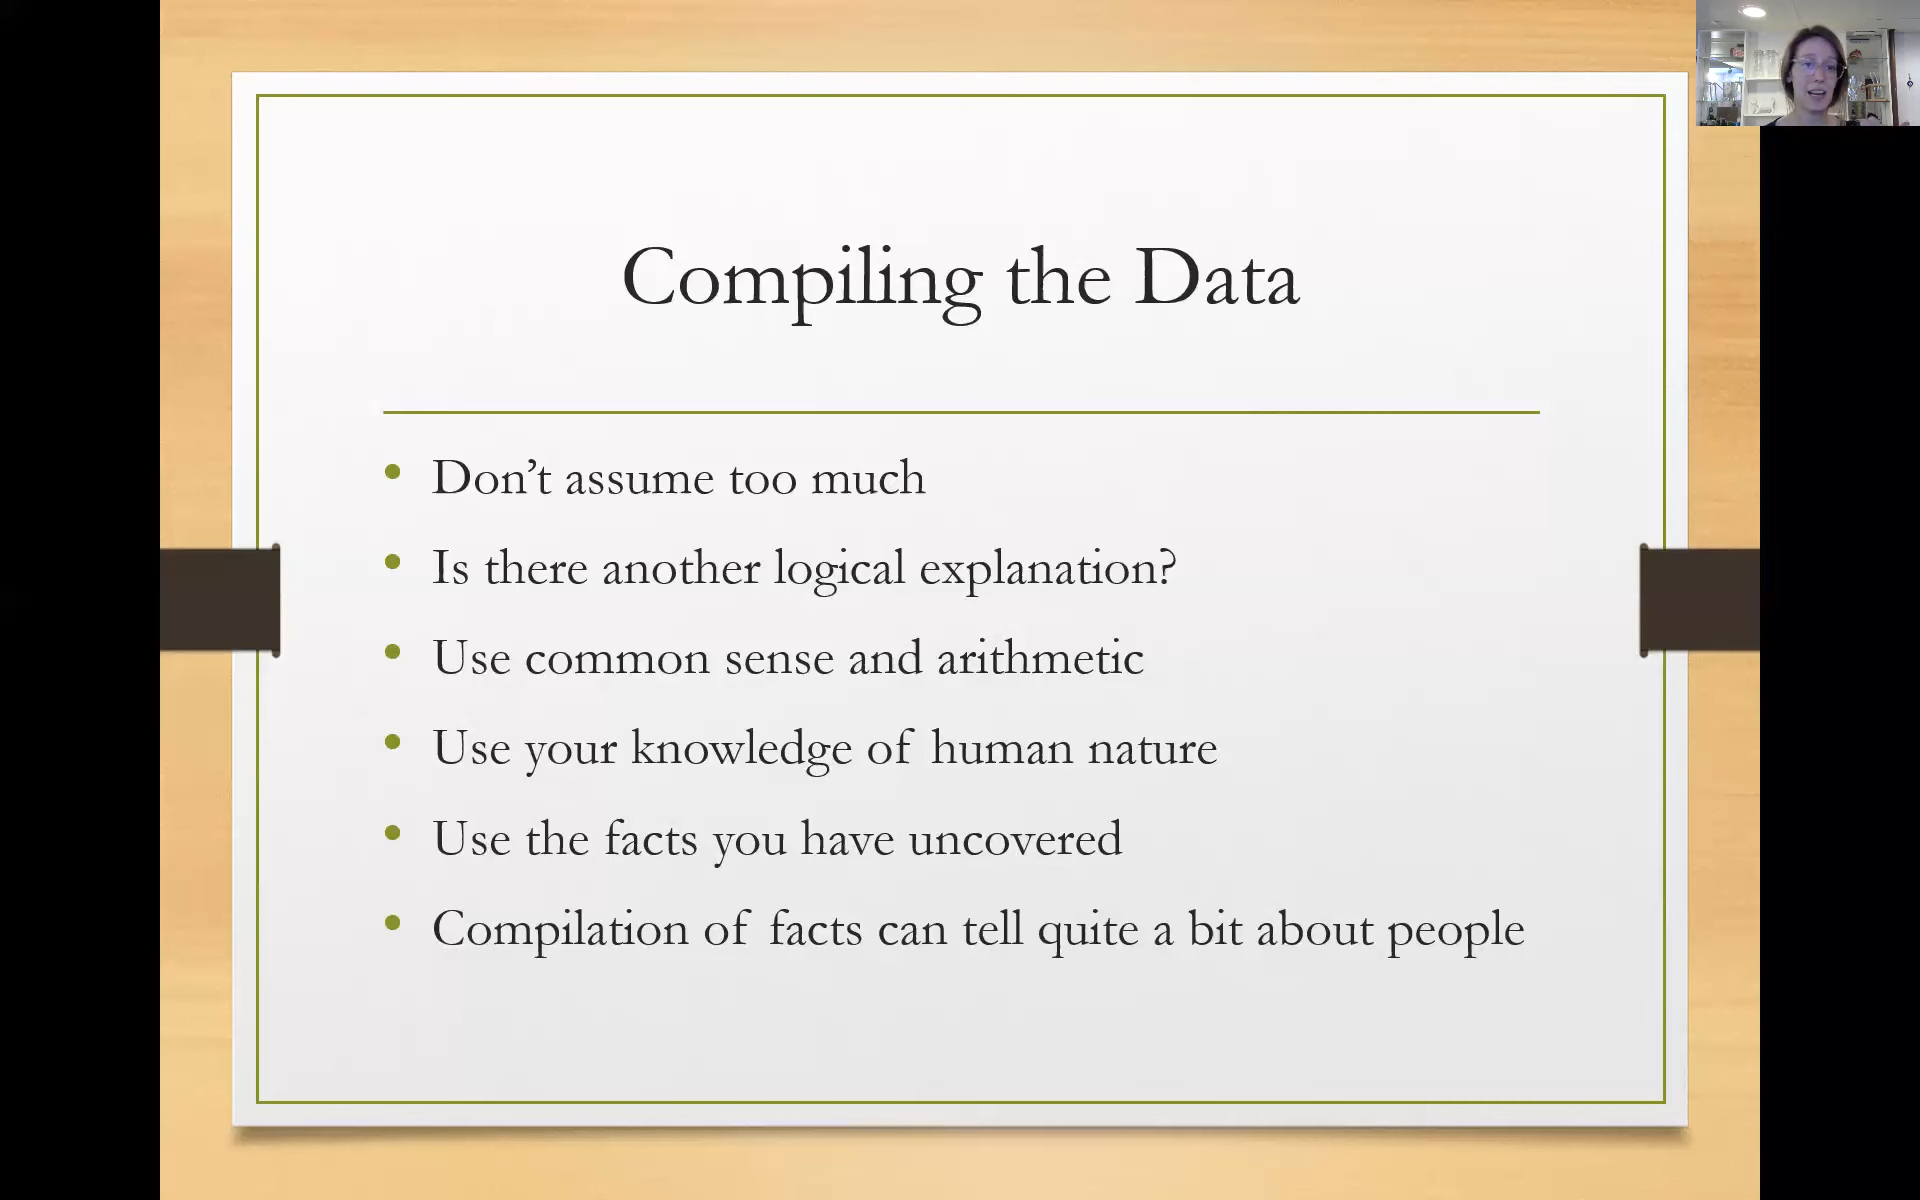 Compiling the Data
Don’t assume too much
Is there another logical explanation?
Use common sense and arithmetic
Use your knowledge of human nature
Use the facts you have uncovered
Compilation of facts can tell quite a bit about people